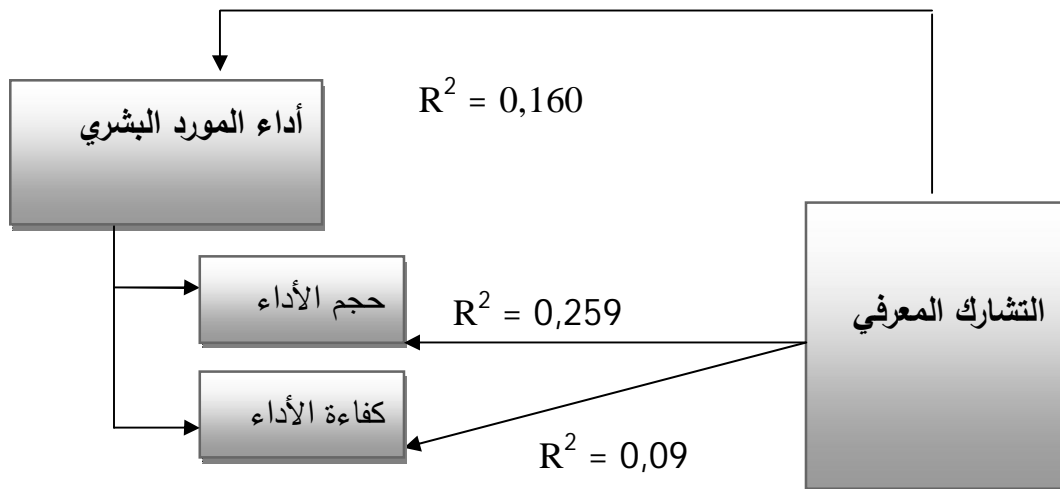 أداء المورد البشري
R² = 0,160
التشارك المعرفي
حجم الأداء
R² = 0,259
كفاءة الأداء
R² = 0,09